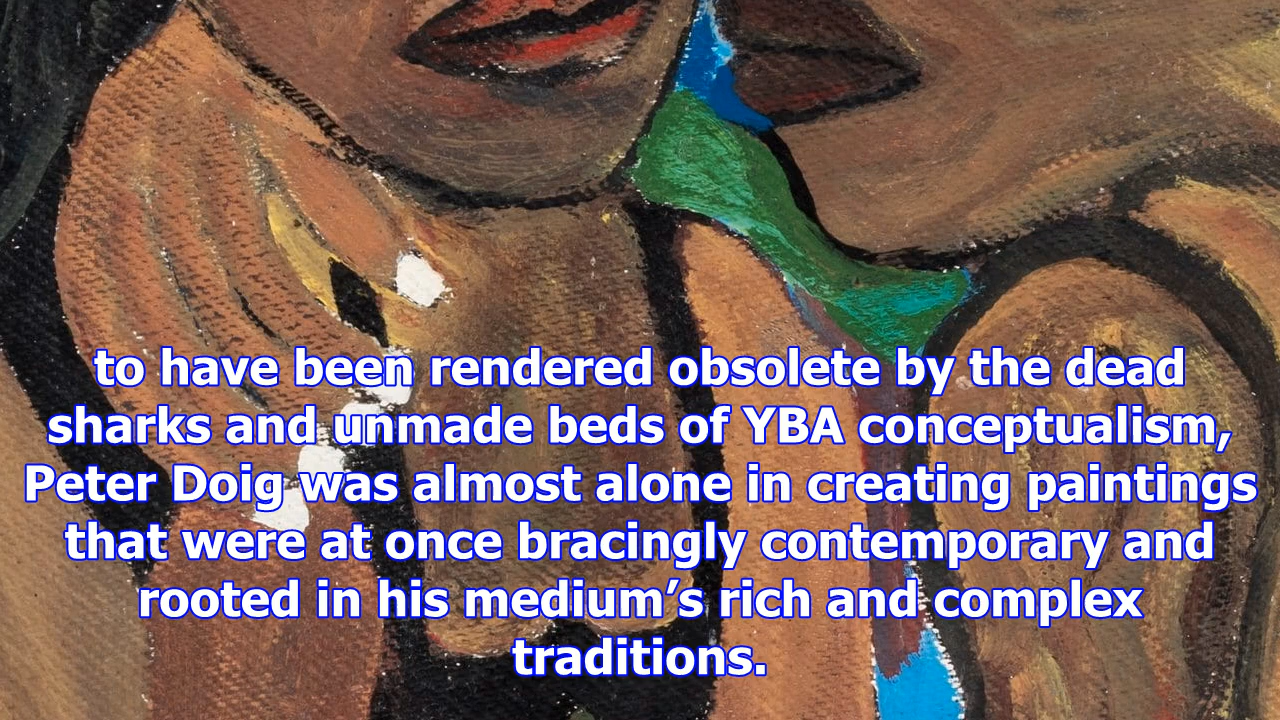 to have been rendered obsolete by the dead
sharks and unmade beds of YBA conceptualism,
Peter Doig was almost alone in creating paintings
that were at once bracingly contemporary and
rooted in his medium’s rich and complex
traditions.